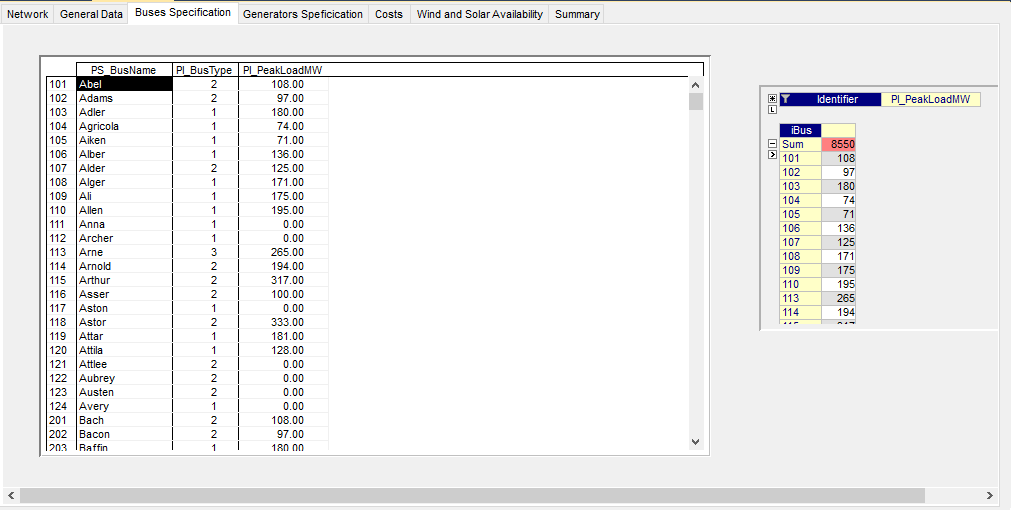 Network General Data Buses Specification Generators Speficication Costs Wind and Solar Availability Summary
PS_BusName PI_BusType PI_PeakLoadMW
101 Abel 2 108.00
102 Adams 2 97.00
103 Adler 1 180.00
104 Agricola 1 74.00
105 Aiken 1 71.00
106 Alber 1 136.00
107 Alder 2 125.00
108 Alger 1 171.00
109 Ali 1 175.00
110 Allen 1 195.00
111 Anna 1 0.00
112 Archer 1 0.00
113 Arne 3 265.00
114 Arnold 2 194.00
115 Arthur 2 317.00
116 Asser 2 100.00
117 Aston 1 0.00
118 Astor 2 333.00
119 Attar 1 181.00
120 Attila 1 128.00
121 Attlee 2 0.00
122 Aubrey 2 0.00
123 Austen 2 0.00
124 Avery 1 0.00
201 Bach 2 108.00
202 Bacon 2 97.00
203 Baffin 1 180.00
Identifier PI_PeakLoadMW
iBus
Sum 8550
101 108
102 97
103 180
104 74
105 71
106 136
107 125
108 171
109 175
110 195
113 265
114 194
115 317